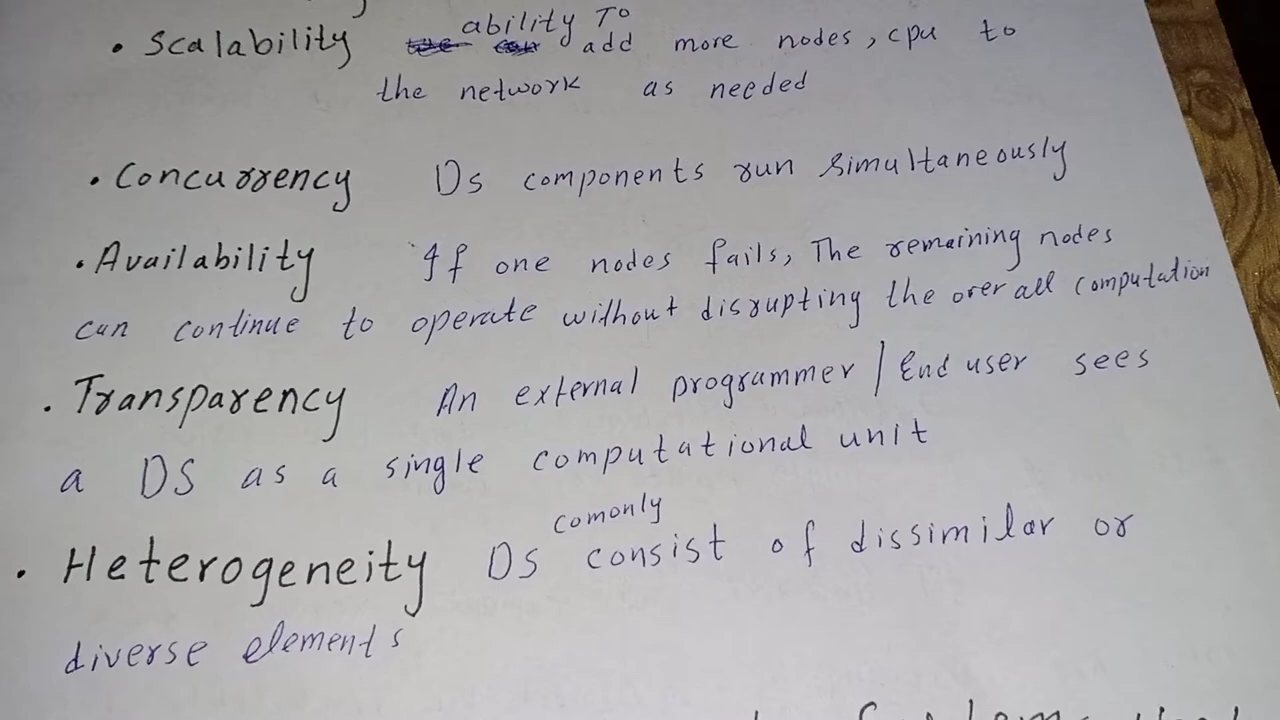 • Scalability ability To add more nodes, cpu to
the network as needed
• Concurrency Ds components run simultaneously
• Availability If one nodes fails, The remaining nodes
can continue to operate without disrupting the over all computation
• Transparency An external programmer / End user sees
a DS as a single computational unit
comonly
• Heterogeneity Ds consist of dissimilar or
diverse elements